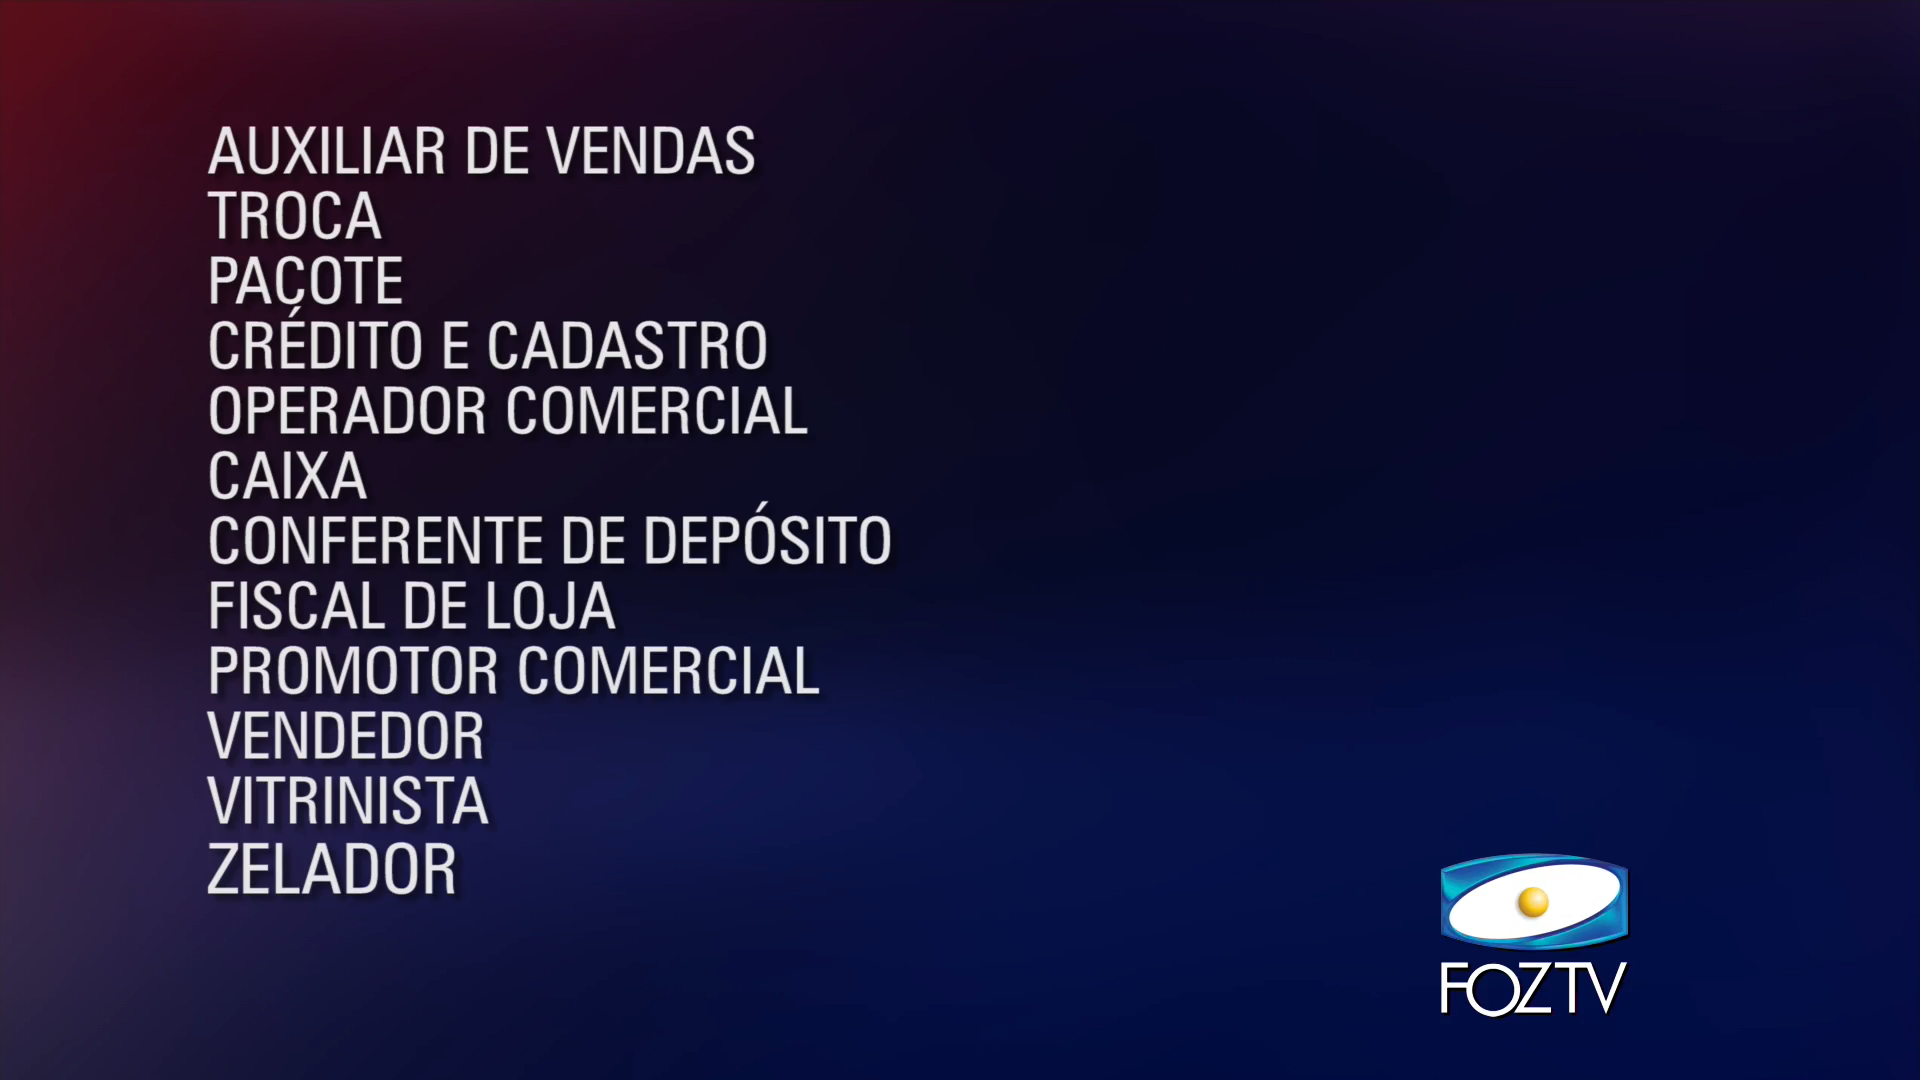 AUXILIAR DE VENDAS
TROCA
PACOTE
CRÉDITO E CADASTRO
OPERADOR COMERCIAL
CAIXA
CONFERENTE DE DEPÓSITO
FISCAL DE LOJA
PROMOTOR COMERCIAL
VENDEDOR
VITRINISTA
ZELADOR
FOZTV